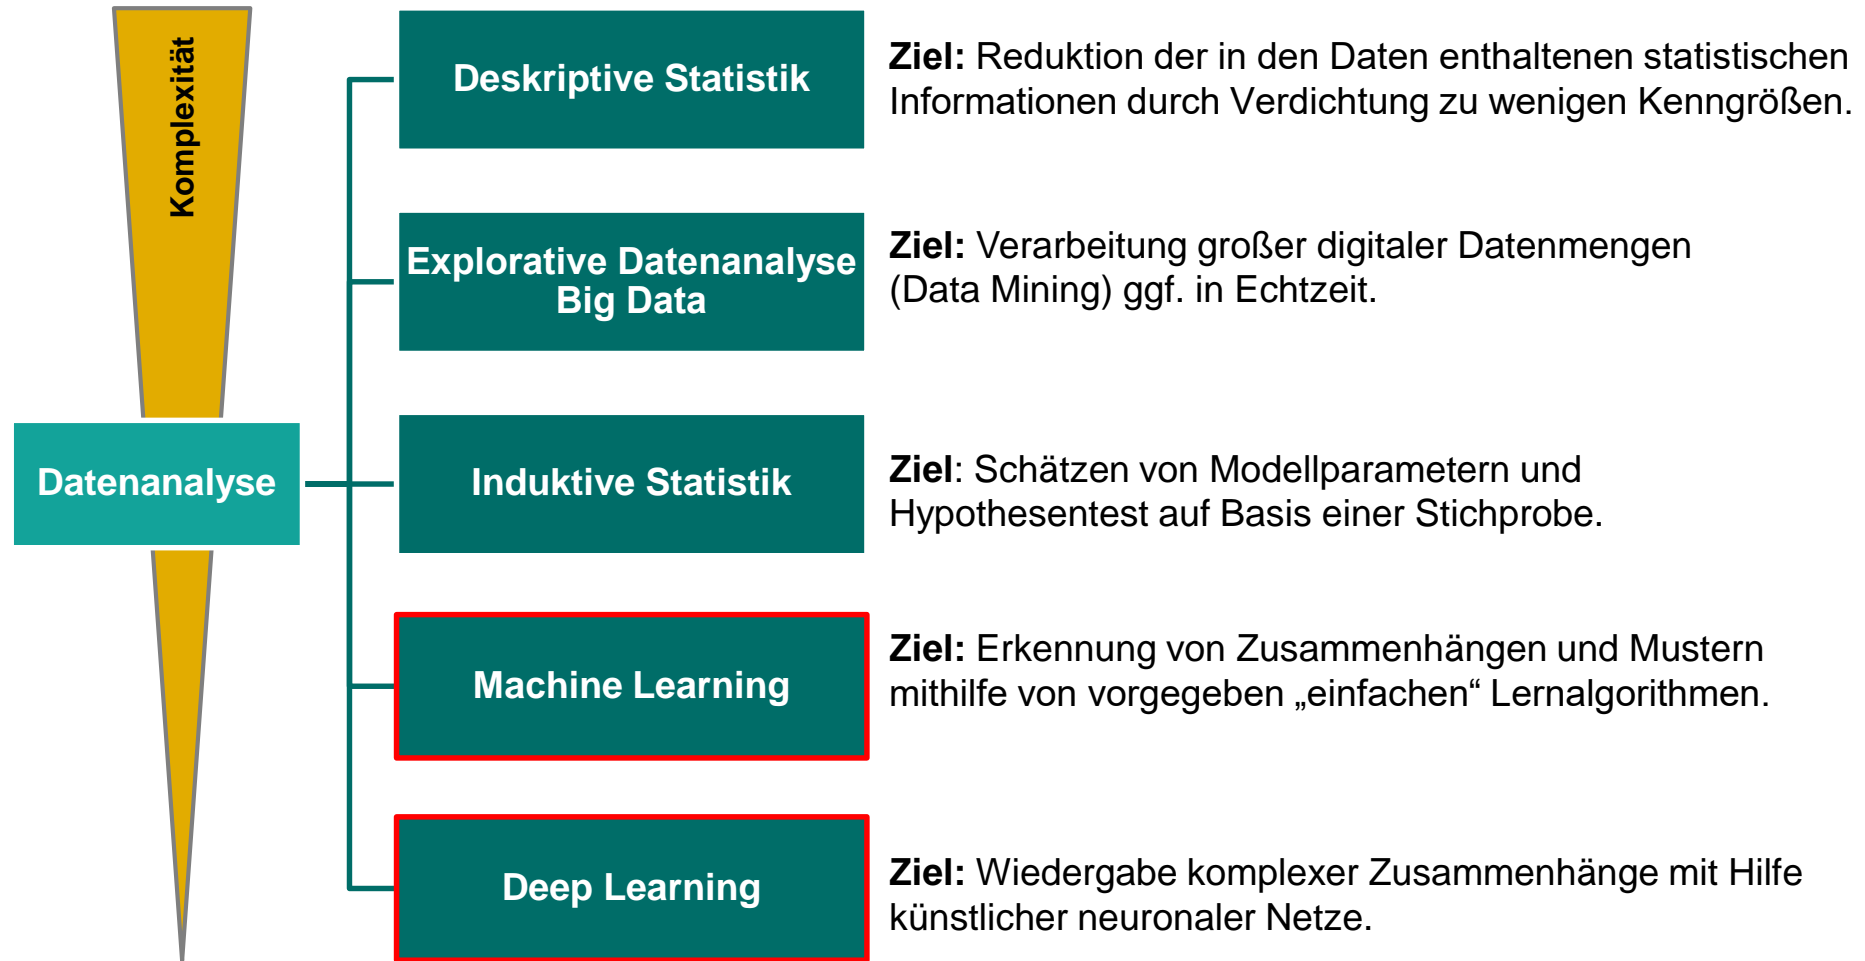 Komplexität
Deskriptive Statistik
Ziel: Reduktion der in den Daten enthaltenen statistischen
Informationen durch Verdichtung zu wenigen Kenngrößen.
Explorative Datenanalyse
Big Data
Ziel: Verarbeitung großer digitaler Datenmengen
(Data Mining) ggf. in Echtzeit.
Datenanalyse
Induktive Statistik
Ziel: Schätzen von Modellparametern und
Hypothesentest auf Basis einer Stichprobe.
Machine Learning
Ziel: Erkennung von Zusammenhängen und Mustern
mithilfe von vorgegeben „einfachen“ Lernalgorithmen.
Deep Learning
Ziel: Wiedergabe komplexer Zusammenhänge mit Hilfe
künstlicher neuronaler Netze.